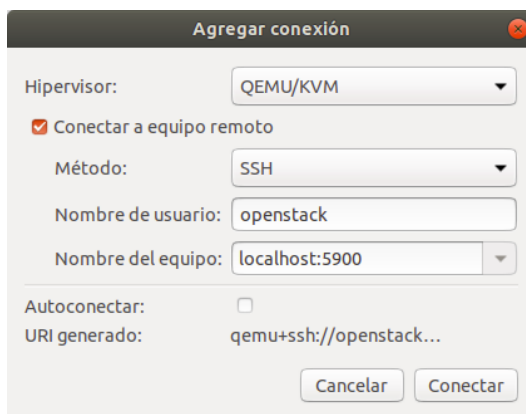 Agregar conexión
Hipervisor: QEMU/KVM
Conectar a equipo remoto
Método: SSH
Nombre de usuario: openstack
Nombre del equipo: localhost:5900
Autoconectar:
URI generado: qemu+ssh://openstack...
Cancelar Conectar